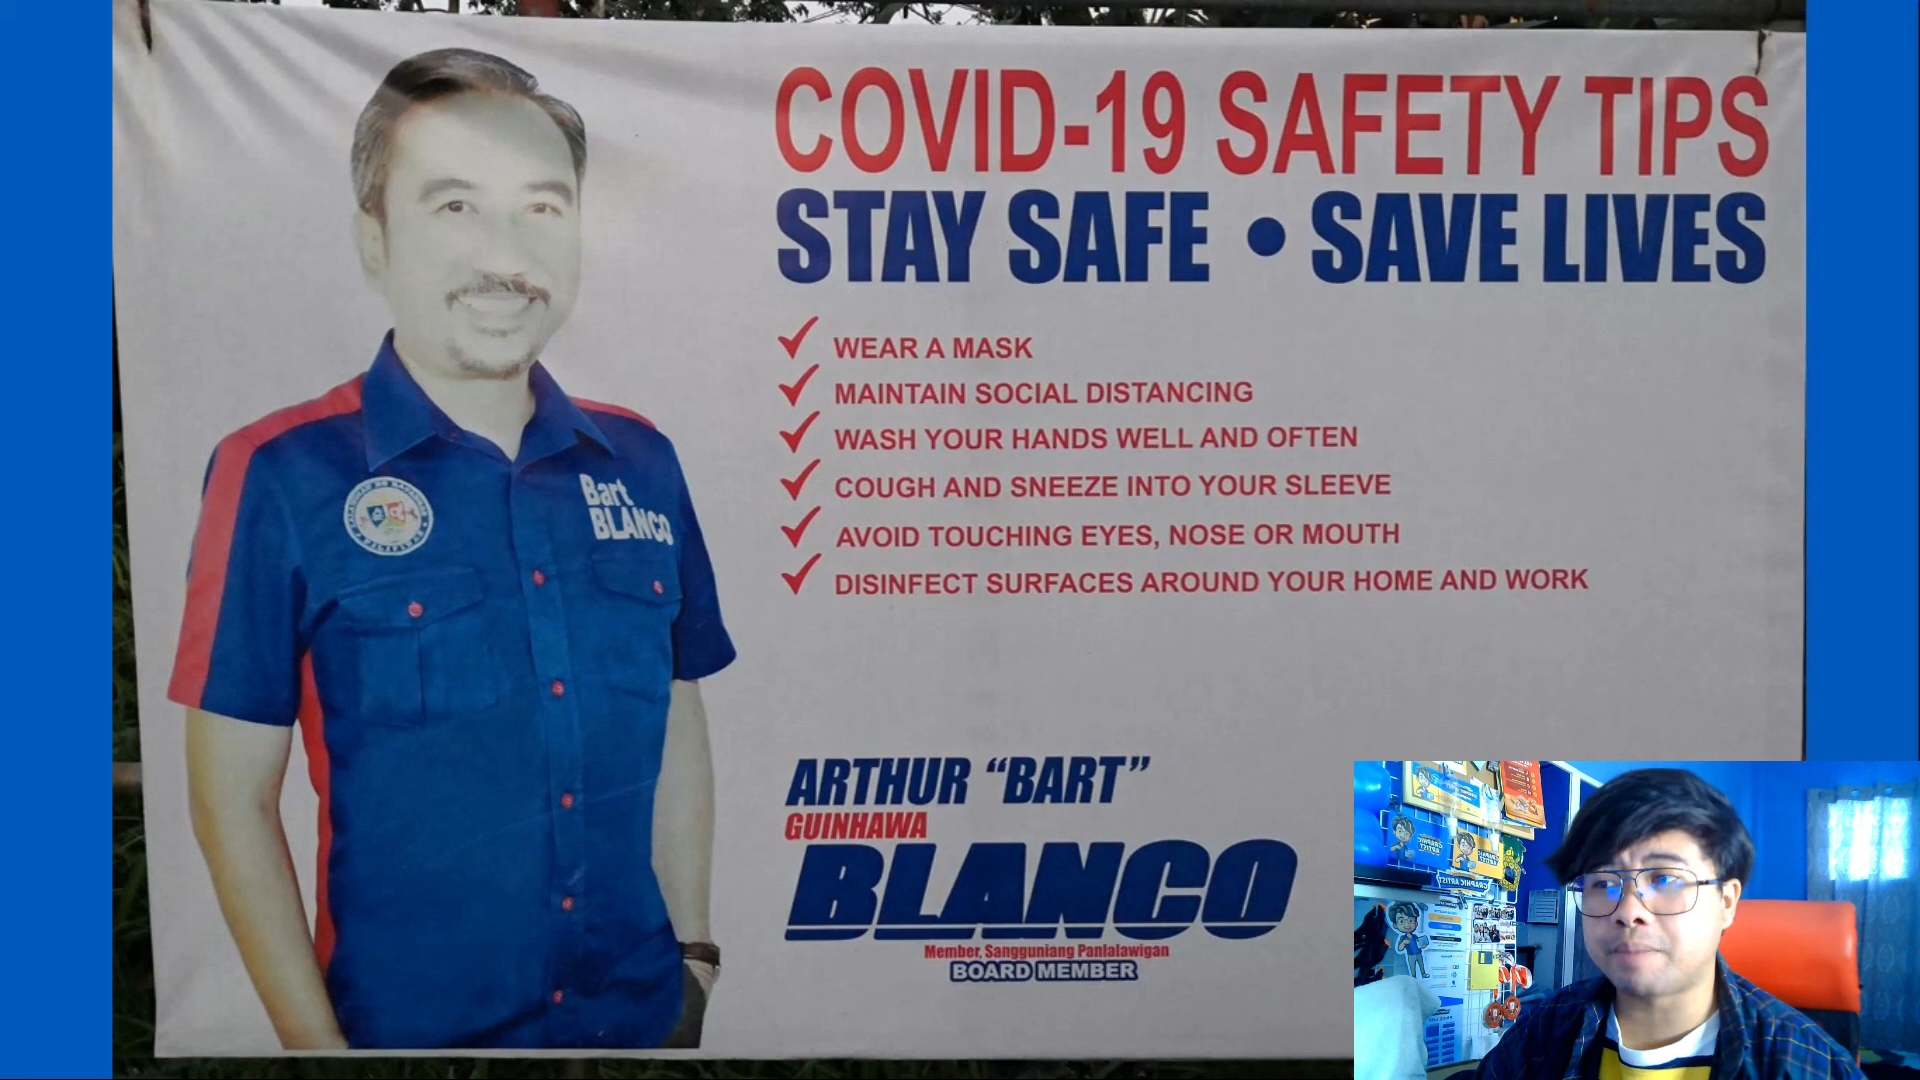 COVID-19 SAFETY TIPS
STAY SAFE • SAVE LIVES
WEAR A MASK
MAINTAIN SOCIAL DISTANCING
WASH YOUR HANDS WELL AND OFTEN
COUGH AND SNEEZE INTO YOUR SLEEVE
AVOID TOUCHING EYES, NOSE OR MOUTH
DISINFECT SURFACES AROUND YOUR HOME AND WORK
Bart
BLANCO
ARTHUR “BART”
GUINHAWA
BLANCO
Member, Sangguniang Panlalawigan
BOARD MEMBER
GRAPHIC ARTIST